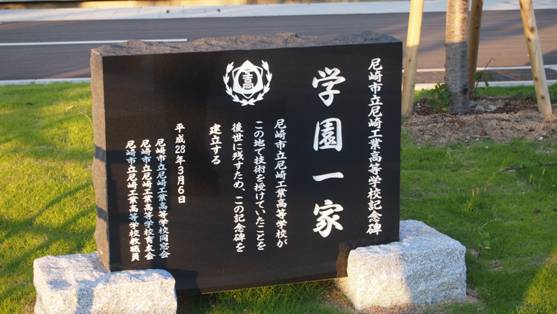 尼崎市立尼崎工業高等学校記念碑
学園一家
尼崎市立尼崎工業高等学校が
この地で技術を授けていたことを
後世に残すため、この記念碑を
建立する
平成28年3月6日
尼崎市立尼崎工業高等学校同窓会
尼崎市立尼崎工業高等学校育友会
尼崎市立尼崎工業高等学校教職員